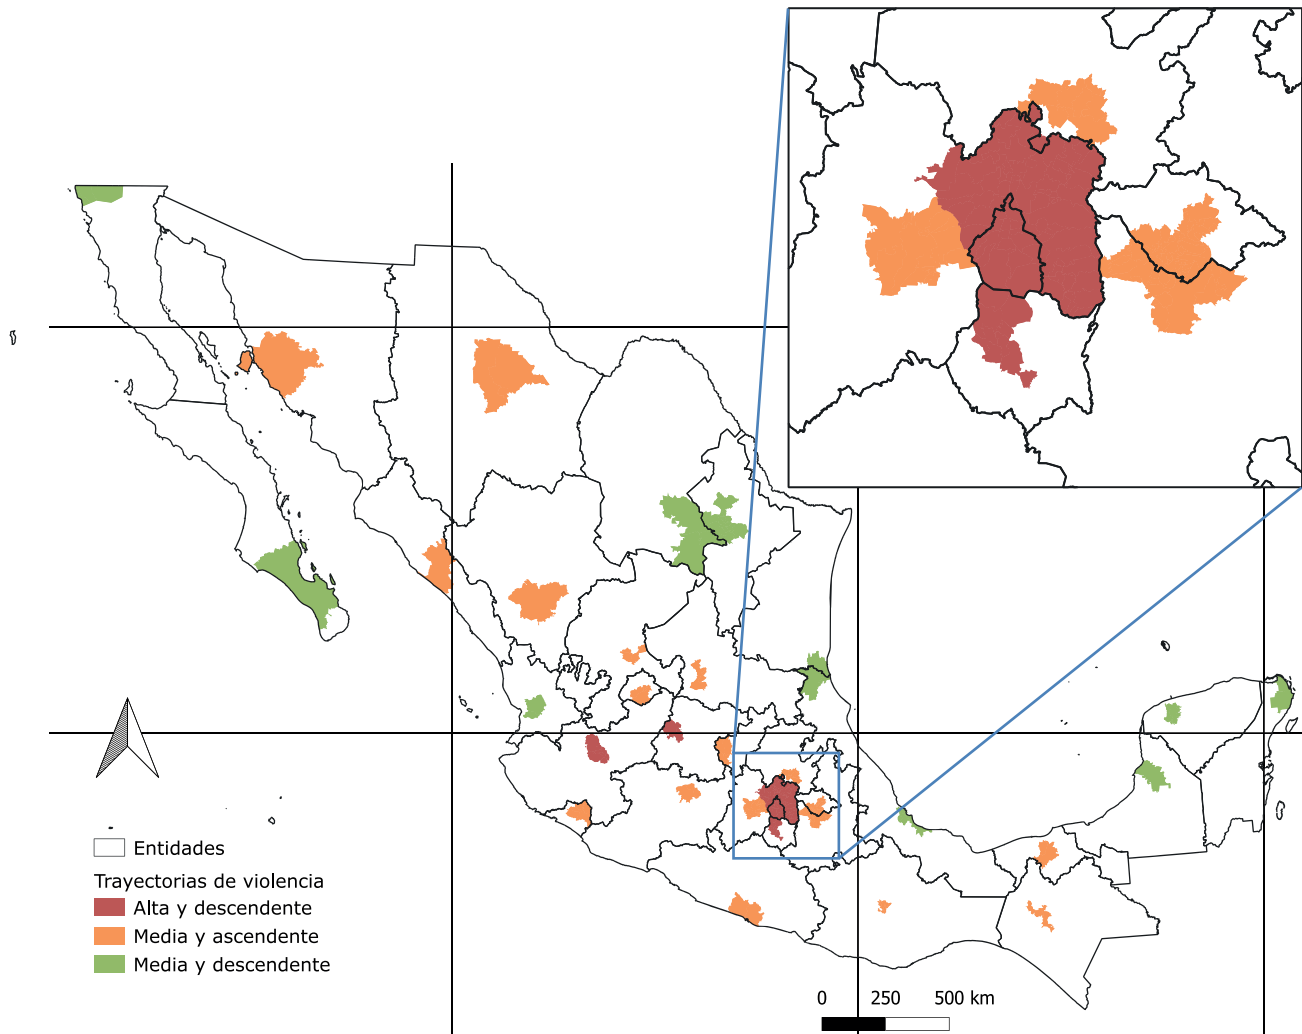 Entidades
Trayectorias de violencia
Alta y descendente
Media y ascendente
Media y descendente
0 250 500 km